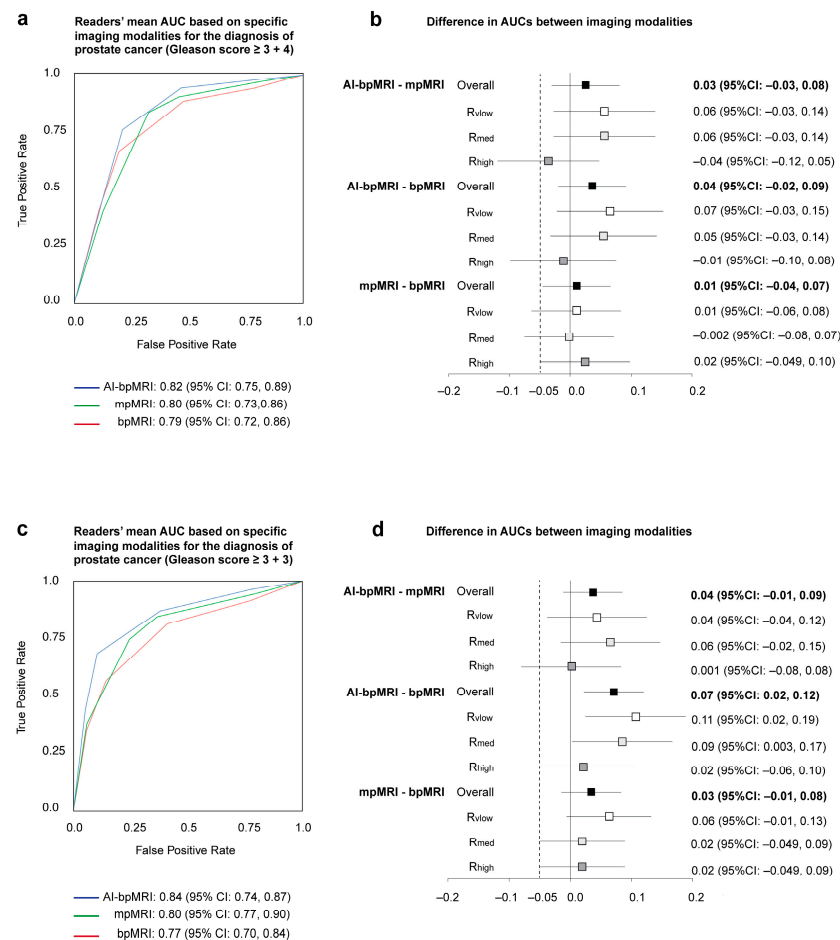 a
Readers' mean AUC based on specific
imaging modalities for the diagnosis of
prostate cancer (Gleason score ≥ 3 + 4)
1.0
0.75
0.5
0.25
0.0
True Positive Rate
0.0 0.25 0.5 0.75 1.0
False Positive Rate
AI-bpMRI: 0.82 (95% CI: 0.75, 0.89)
mpMRI: 0.80 (95% CI: 0.73,0.86)
bpMRI: 0.79 (95% CI: 0.72, 0.86)
b
Difference in AUCs between imaging modalities
AI-bpMRI - mpMRI Overall 0.03 (95%CI: –0.03, 0.08)
Rvlow 0.06 (95%CI: –0.03, 0.14)
Rmed 0.06 (95%CI: –0.03, 0.14)
Rhigh –0.04 (95%CI: –0.12, 0.05)
AI-bpMRI - bpMRI Overall 0.04 (95%CI: –0.02, 0.09)
Rvlow 0.07 (95%CI: –0.03, 0.15)
Rmed 0.05 (95%CI: –0.03, 0.14)
Rhigh –0.01 (95%CI: –0.10, 0.08)
mpMRI - bpMRI Overall 0.01 (95%CI: –0.04, 0.07)
Rvlow 0.01 (95%CI: –0.06, 0.08)
Rmed -0.002 (95%CI: –0.08, 0.07)
Rhigh 0.02 (95%CI: –0.049, 0.10)
–0.2 –0.1 –0.05 0.0 0.1 0.2
c
Readers' mean AUC based on specific
imaging modalities for the diagnosis of
prostate cancer (Gleason score ≥ 3 + 3)
1.0
0.75
0.5
0.25
0.0
True Positive Rate
0.0 0.25 0.5 0.75 1.0
False Positive Rate
AI-bpMRI: 0.84 (95% CI: 0.74, 0.87)
mpMRI: 0.80 (95% CI: 0.77, 0.90)
bpMRI: 0.77 (95% CI: 0.70, 0.84)
d
Difference in AUCs between imaging modalities
AI-bpMRI - mpMRI Overall 0.04 (95%CI: –0.01, 0.09)
Rvlow 0.04 (95%CI: –0.04, 0.12)
Rmed 0.06 (95%CI: –0.02, 0.15)
Rhigh 0.001 (95%CI: –0.08, 0.08)
AI-bpMRI - bpMRI Overall 0.07 (95%CI: 0.02, 0.12)
Rvlow 0.11 (95%CI: 0.02, 0.19)
Rmed 0.09 (95%CI: 0.003, 0.17)
Rhigh 0.02 (95%CI: –0.06, 0.10)
mpMRI - bpMRI Overall 0.03 (95%CI: –0.01, 0.08)
Rvlow 0.06 (95%CI: –0.01, 0.13)
Rmed 0.02 (95%CI: –0.049, 0.09)
Rhigh 0.02 (95%CI: –0.049, 0.09)
–0.2 –0.1 –0.05 0.0 0.1 0.2